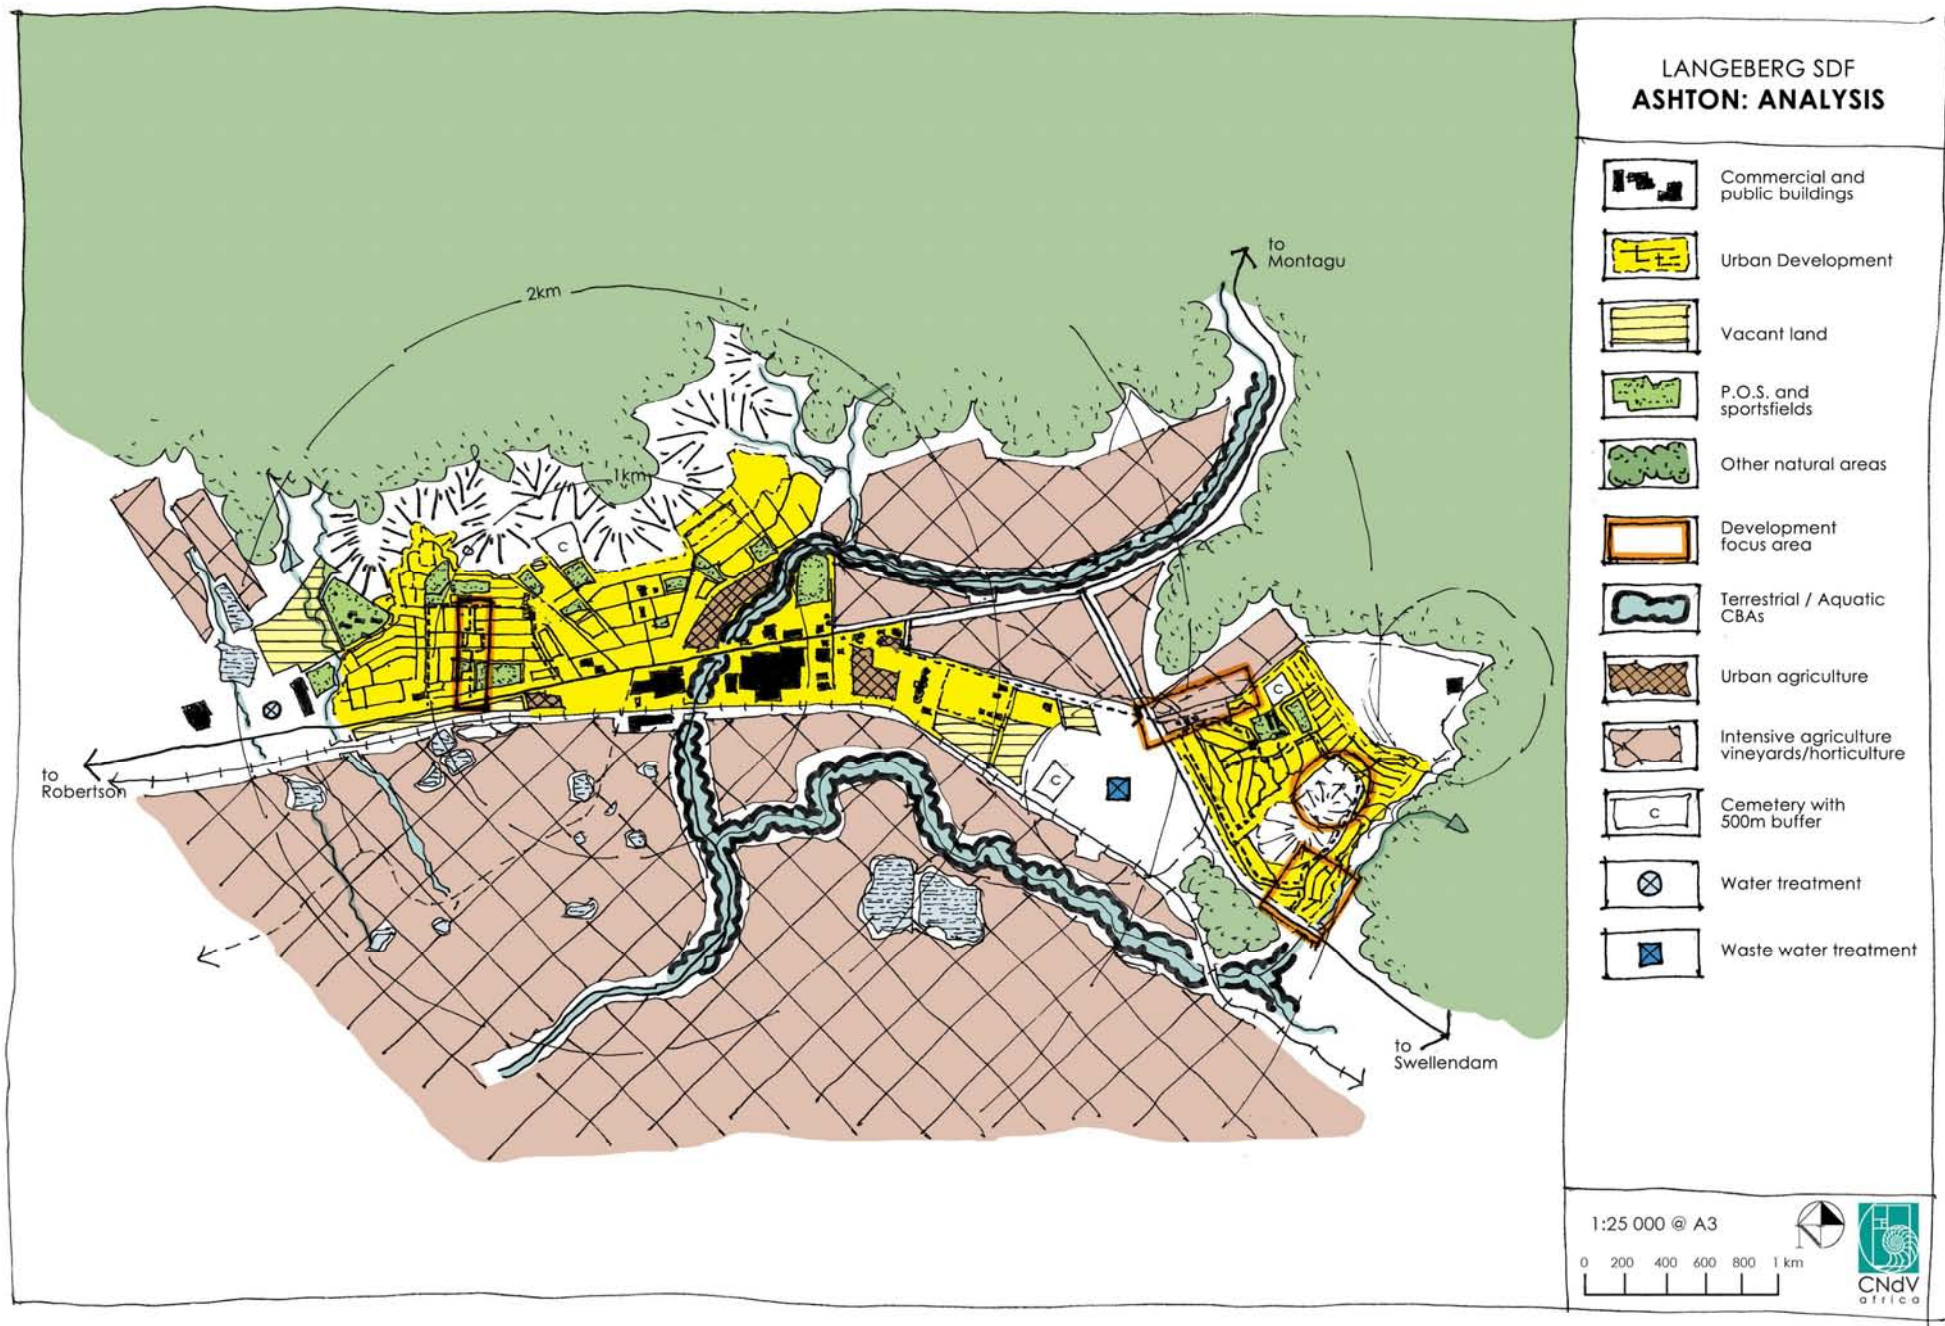 LANGEBERG SDF
ASHTON: ANALYSIS
Commercial and
public buildings
Urban Development
Vacant land
P.O.S. and
sportsfields
Other natural areas
Development
focus area
Terrestrial / Aquatic
CBAs
Urban agriculture
Intensive agriculture
vineyards/horticulture
C
Cemetery with
500m buffer
Water treatment
Waste water treatment
to
Montagu
2km
1km
C
C
C
to
Robertson
to
Swellendam
1:25 000 @ A3
N
0 200 400 600 800 1 km
CNdV
africa